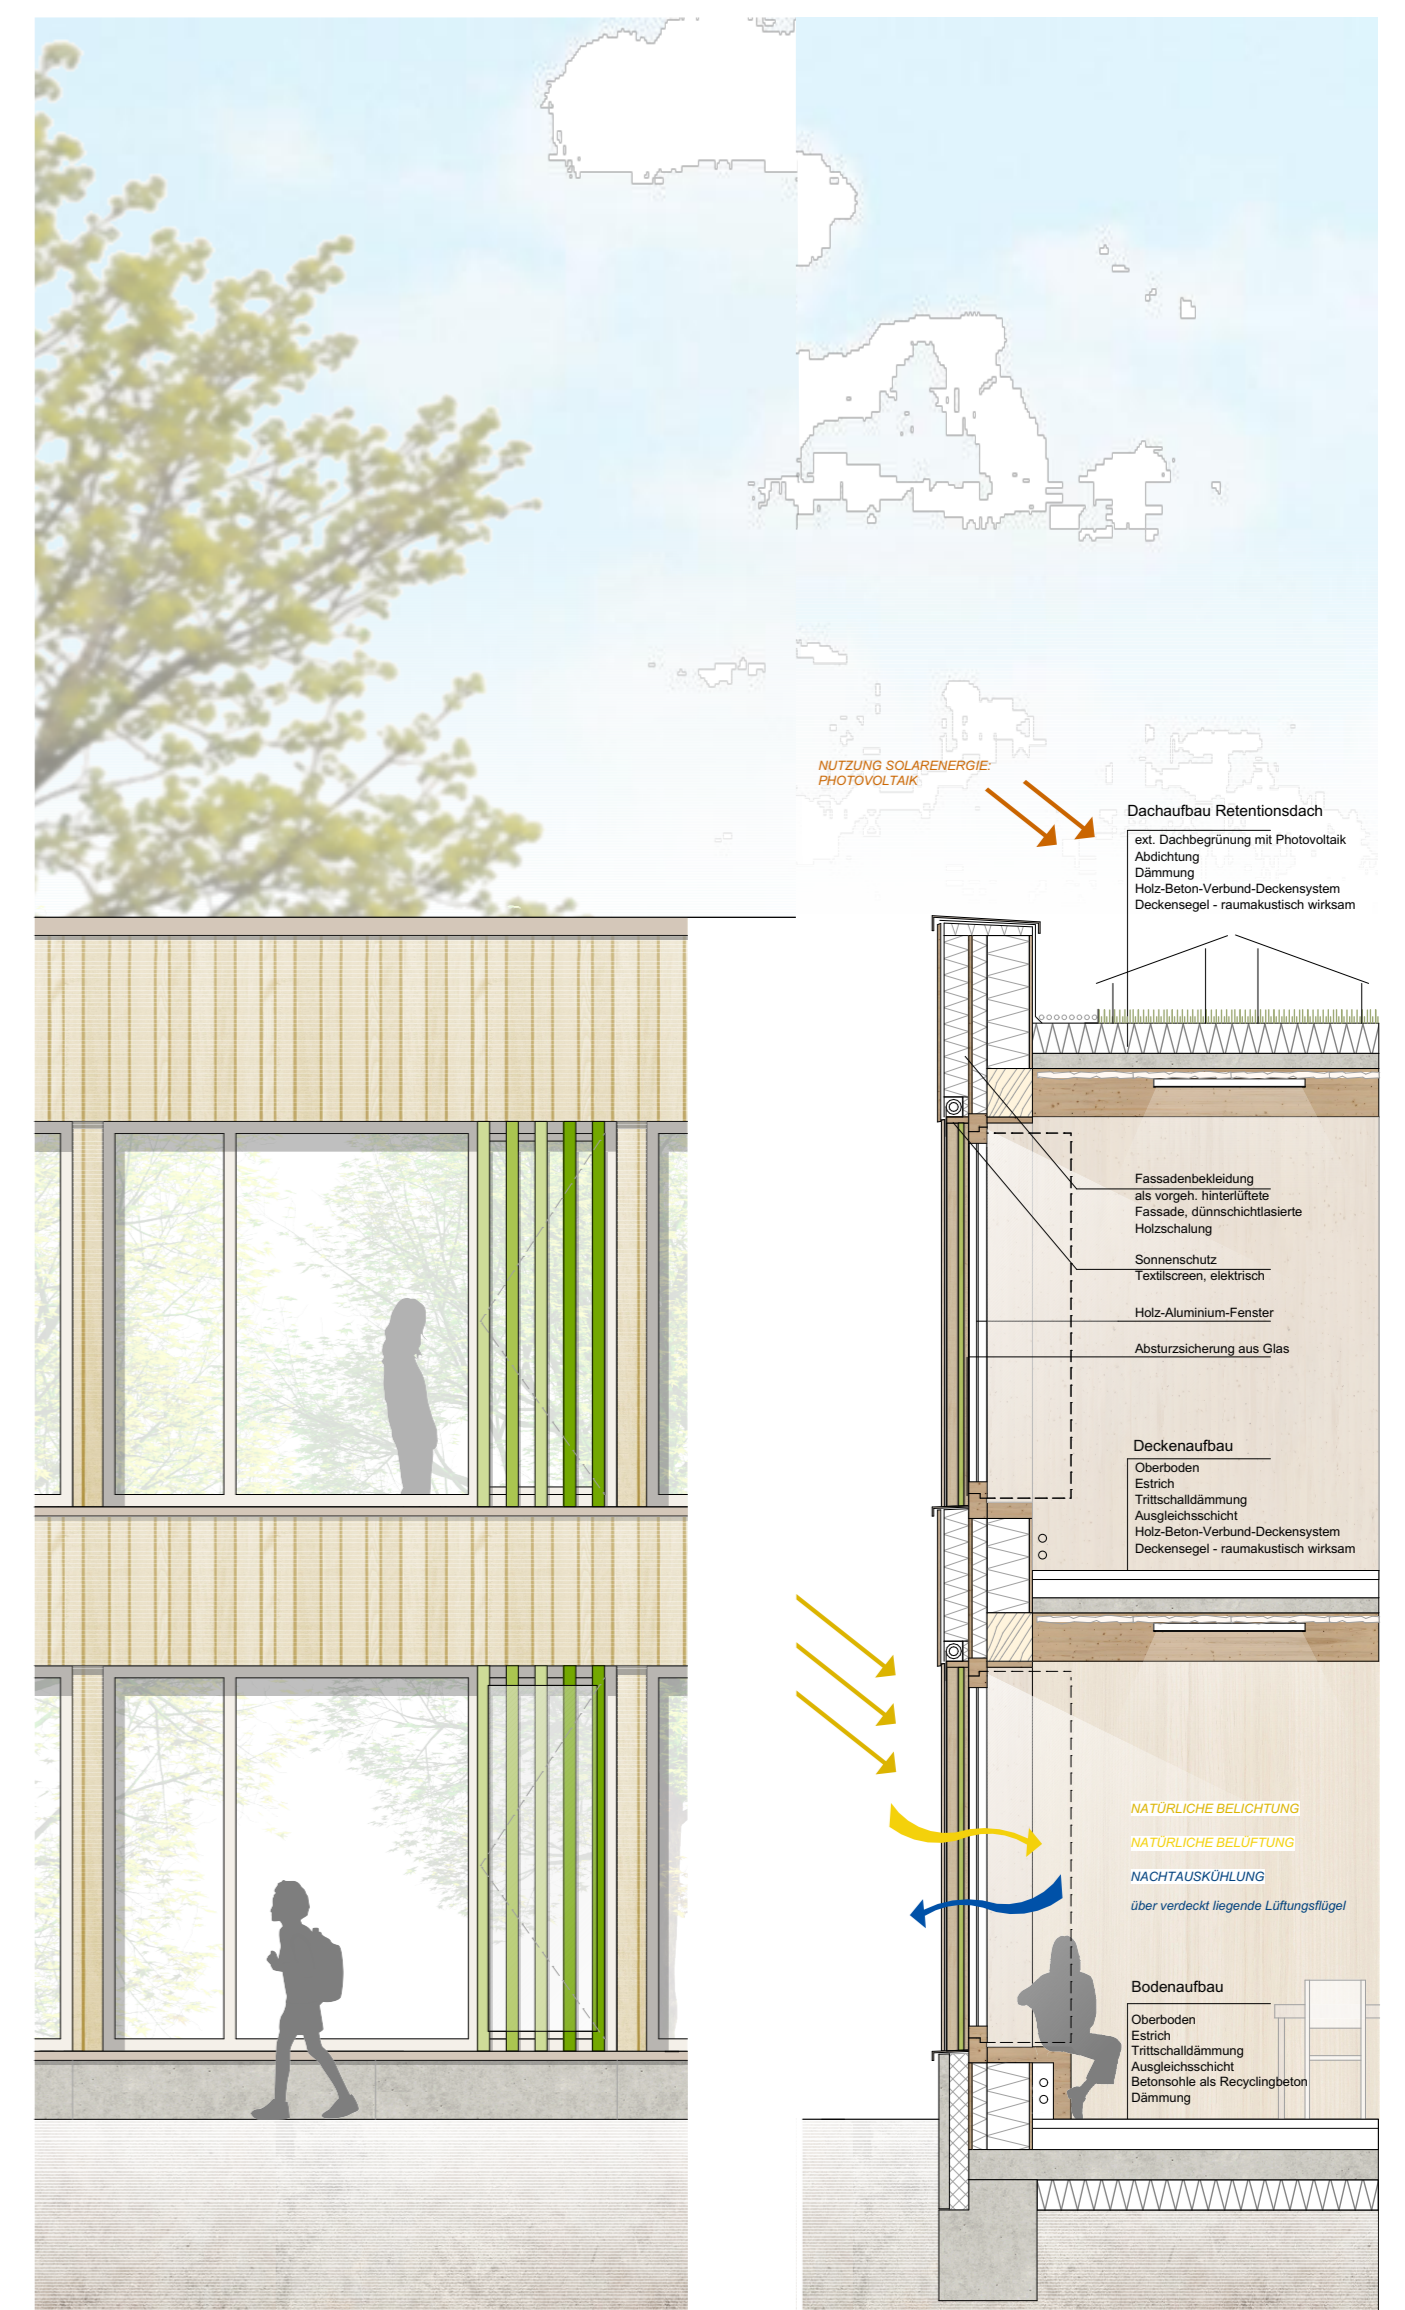 NUTZUNG SOLARENERGIE:
PHOTOVOLTAIK
Dachaufbau Retentionsdach
ext. Dachbegrünung mit Photovoltaik
Abdichtung
Dämmung
Holz-Beton-Verbund-Deckensystem
Deckensegel - raumakustisch wirksam
Fassadenbekleidung
als vorgeh. hinterlüftete
Fassade, dünnschichtlasierte
Holzschalung
Sonnenschutz
Textilscreen, elektrisch
Holz-Aluminium-Fenster
Absturzsicherung aus Glas
Deckenaufbau
Oberboden
Estrich
Trittschalldämmung
Ausgleichsschicht
Holz-Beton-Verbund-Deckensystem
Deckensegel - raumakustisch wirksam
NATÜRLICHE BELICHTUNG
NATÜRLICHE BELÜFTUNG
NACHTAUSKÜHLUNG
über verdeckt liegende Lüftungsflügel
Bodenaufbau
Oberboden
Estrich
Trittschalldämmung
Ausgleichsschicht
Betonsohle als Recyclingbeton
Dämmung